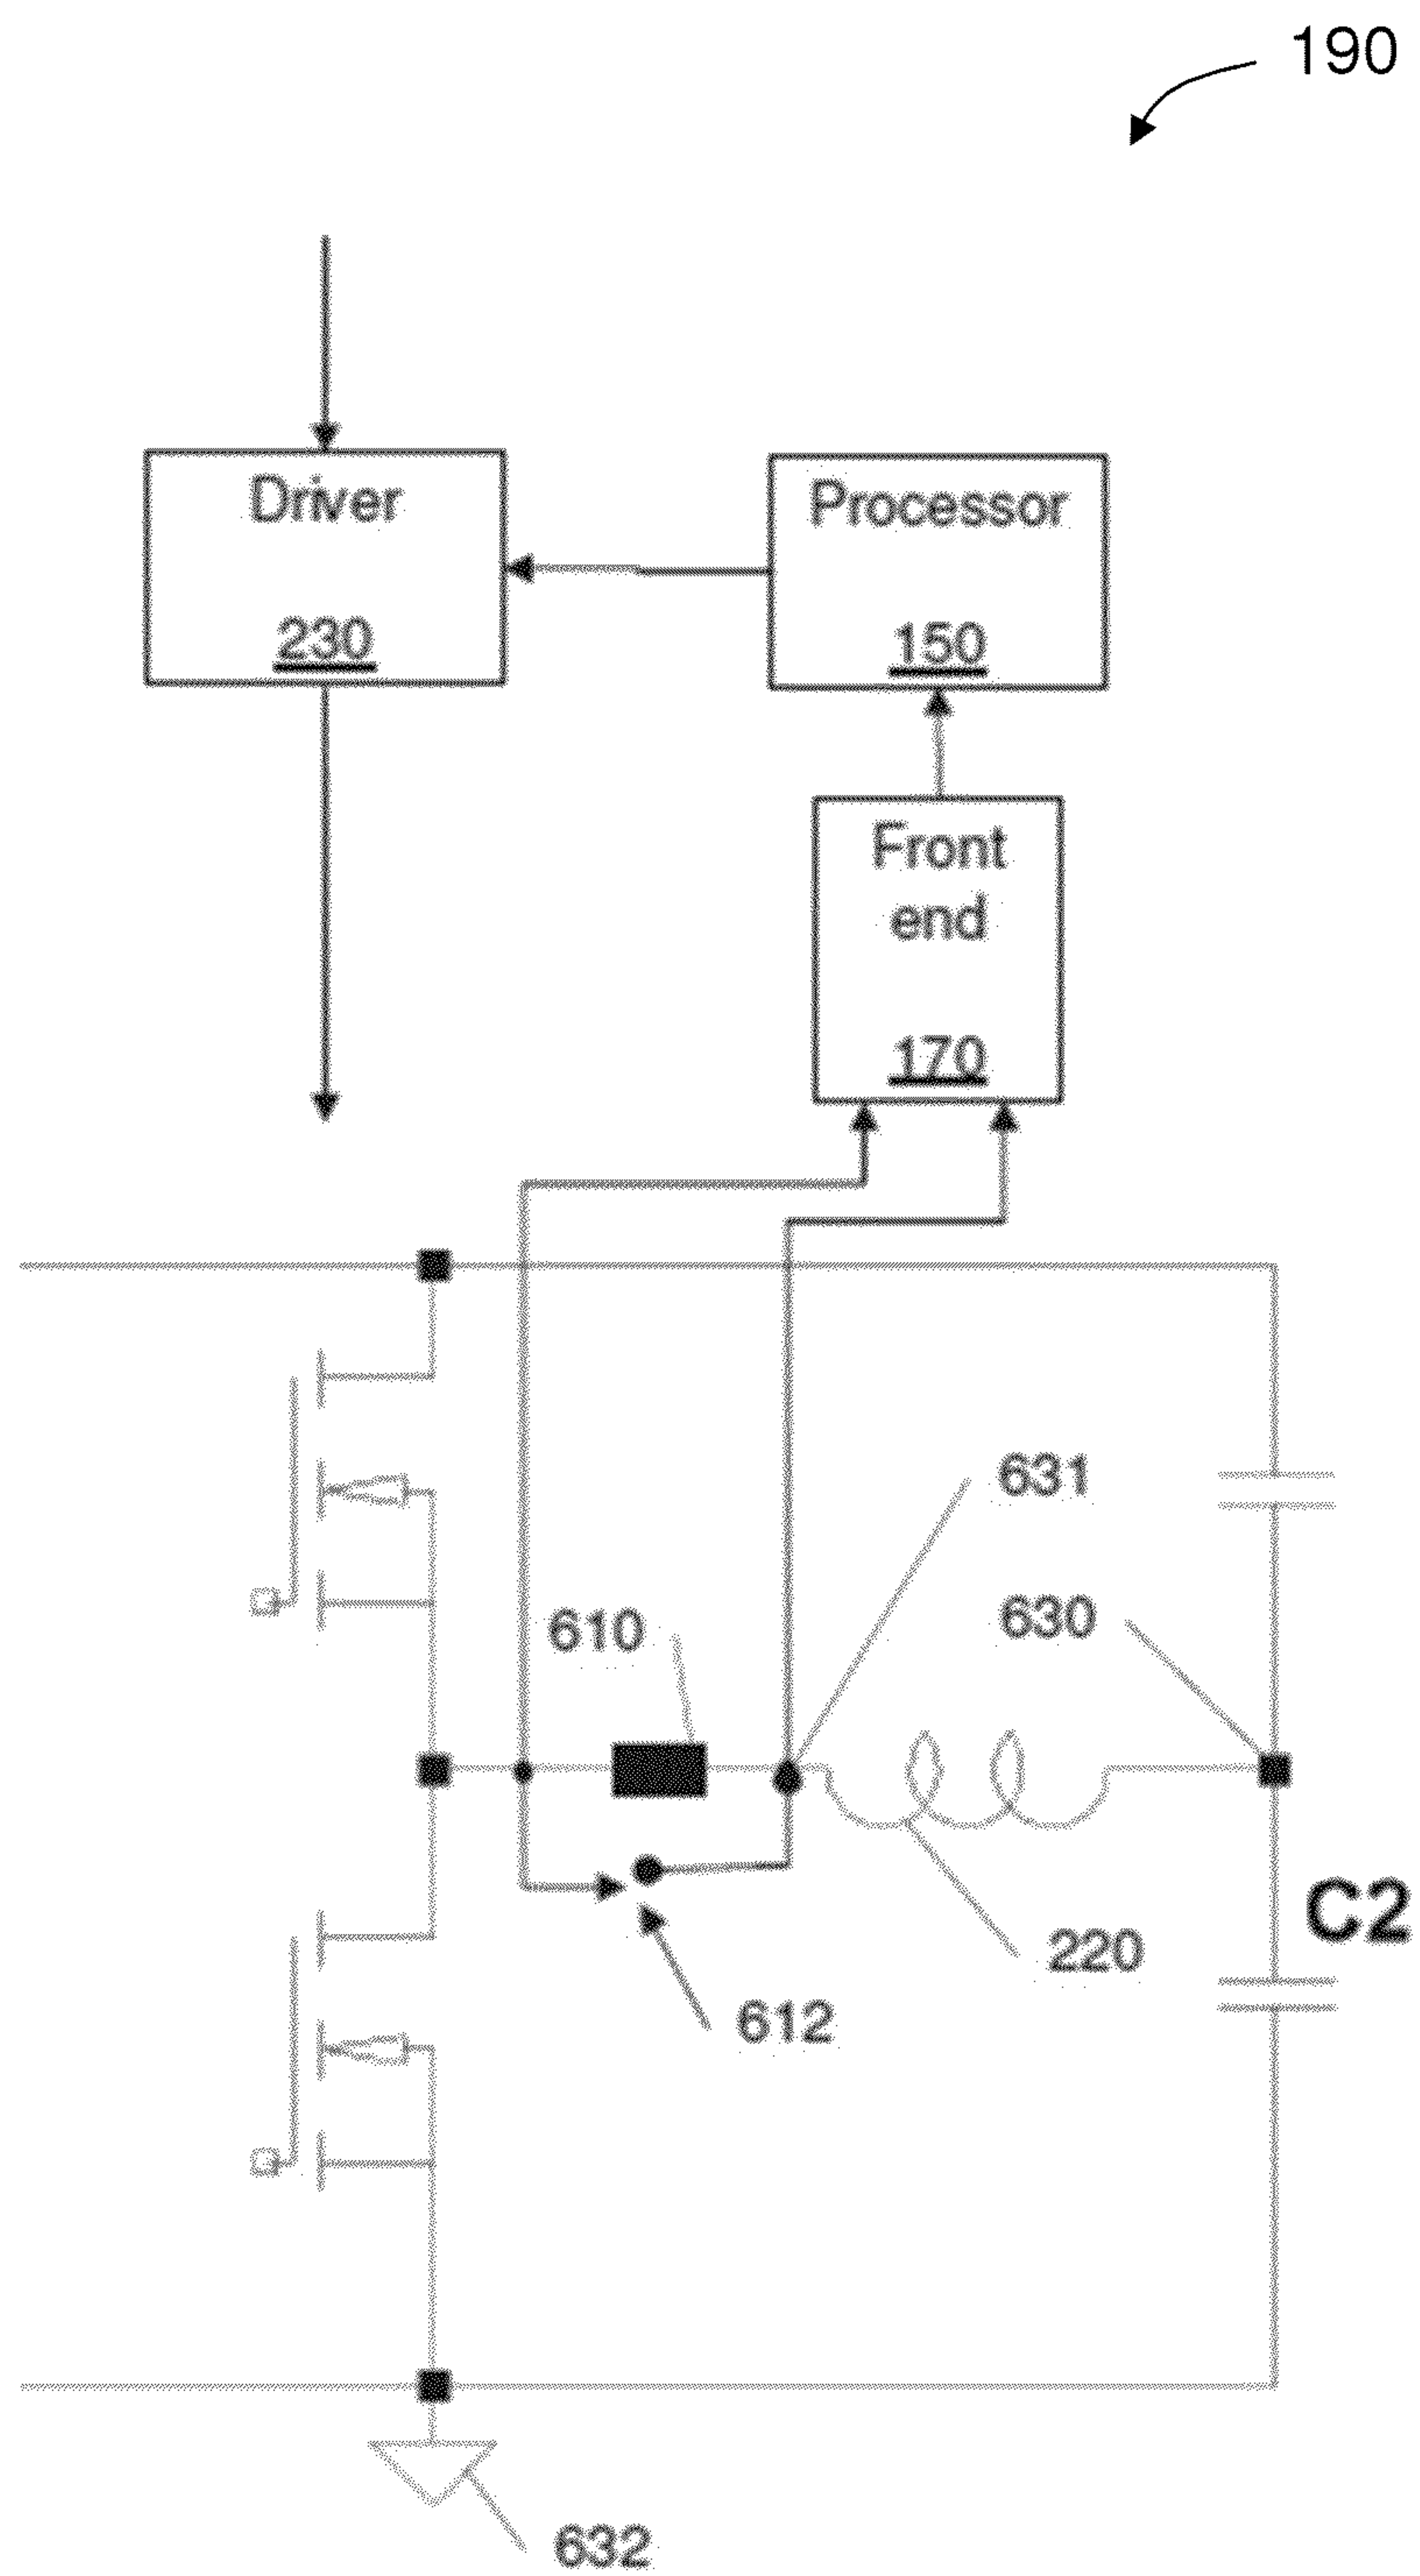 190
Driver
230
Processor
150
Front
end
170
631
630
610
C2
220
612
632